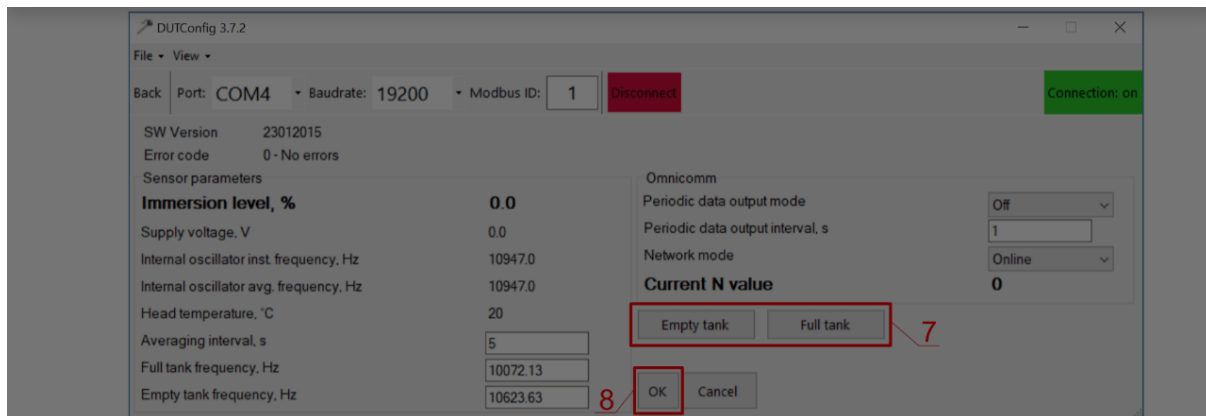 DUTConfig 3.7.2
File View
Back Port: COM4 Baudrate: 19200 Modbus ID: 1 Disconnect Connection: on
SW Version 23012015
Error code 0 - No errors
Sensor parameters
Immersion level, % 0.0
Supply voltage, V 0.0
Internal oscillator inst. frequency, Hz 10947.0
Internal oscillator avg. frequency, Hz 10947.0
Head temperature, °C 20
Averaging interval, s 5
Full tank frequency, Hz 10072.13
Empty tank frequency, Hz 10623.63
Omnicomm
Periodic data output mode Off
Periodic data output interval, s 1
Network mode Online
Current N value 0
Empty tank Full tank 7
8 OK Cancel